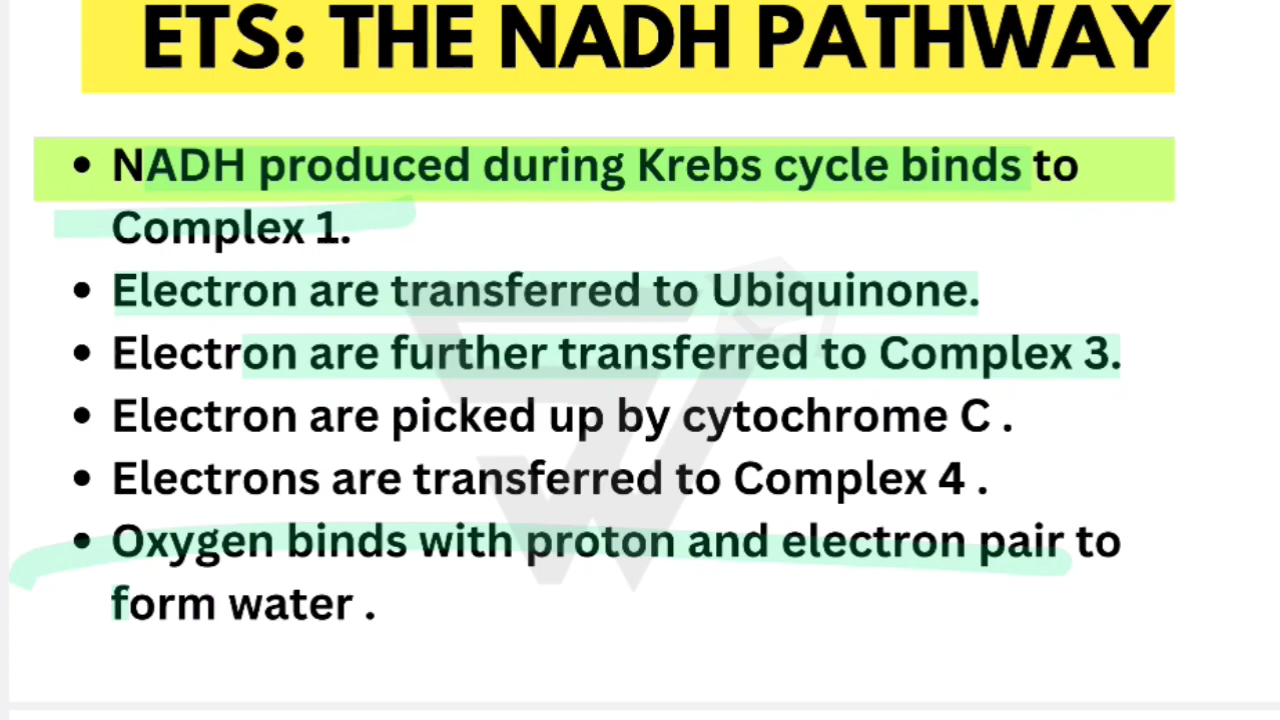 ETS: THE NADH PATHWAY
• NADH produced during Krebs cycle binds to
Complex 1.
• Electron are transferred to Ubiquinone.
• Electron are further transferred to Complex 3.
• Electron are picked up by cytochrome C .
• Electrons are transferred to Complex 4 .
• Oxygen binds with proton and electron pair to
form water .